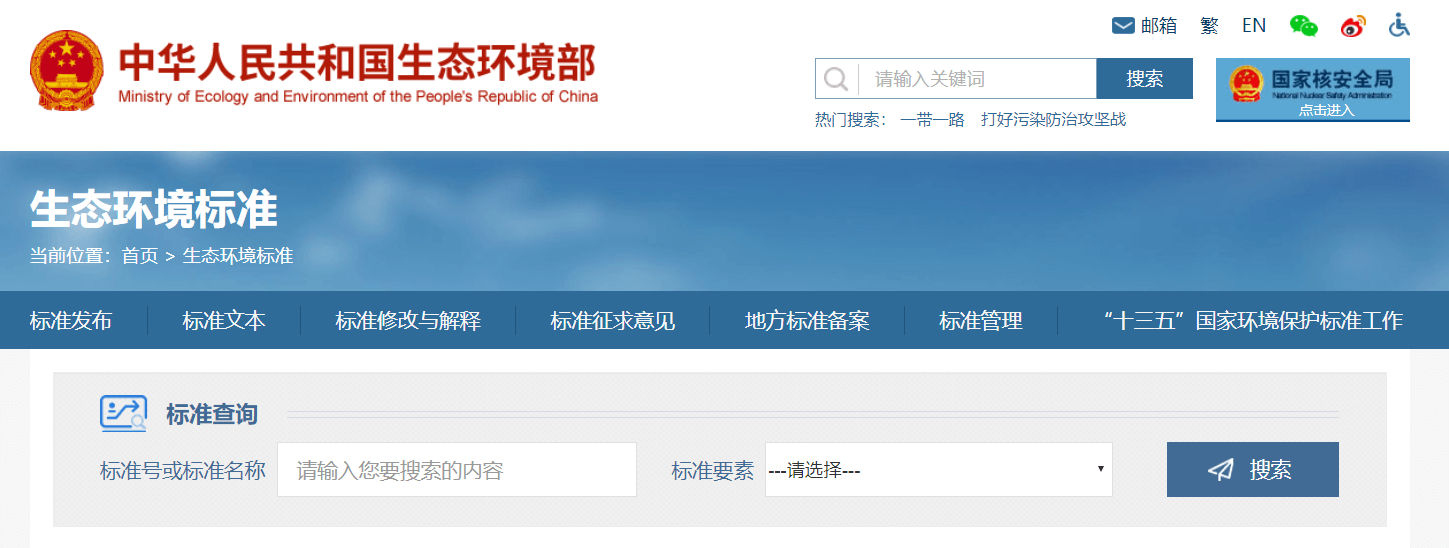 邮箱 繁 EN
中华人民共和国生态环境部
Ministry of Ecology and Environment of the People's Republic of China
请输入关键词 搜索
热门搜索： 一带一路 打好污染防治攻坚战
国家核安全局
National Nuclear Safety Administration
点击进入
生态环境标准
当前位置：首页 > 生态环境标准
标准发布 标准文本 标准修改与解释 标准征求意见 地方标准备案 标准管理 “十三五”国家环境保护标准工作
标准查询
标准号或标准名称 请输入您要搜索的内容 标准要素 ---请选择--- 搜索